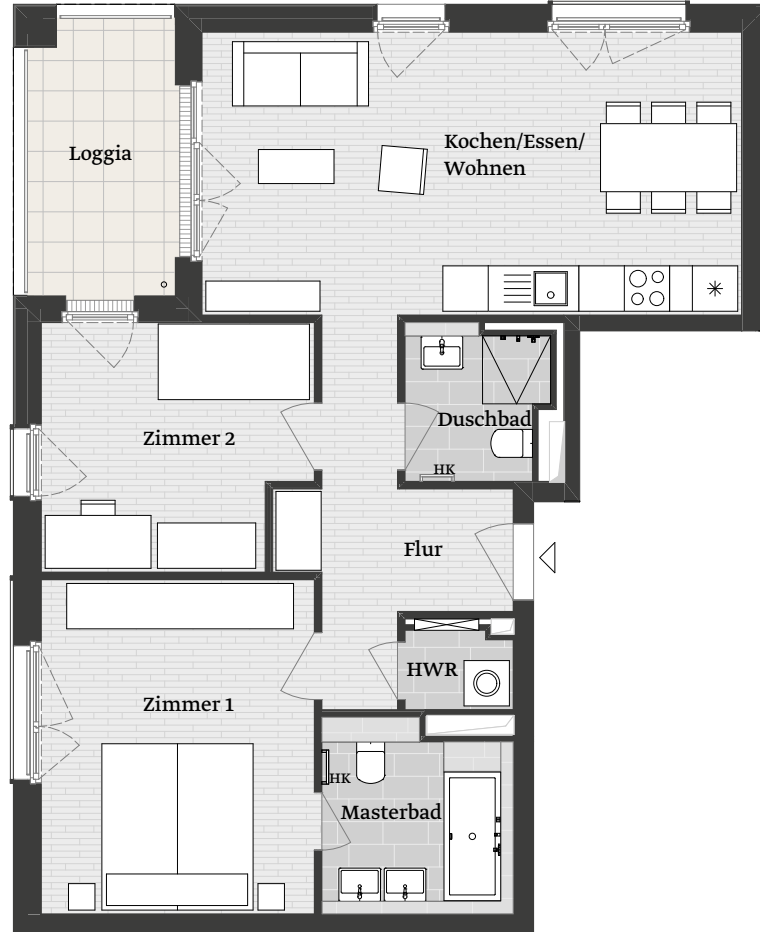 Loggia
Kochen/Essen/
Wohnen
Duschbad
Zimmer 2
HK
Flur
HWR
Zimmer 1
HK
Masterbad